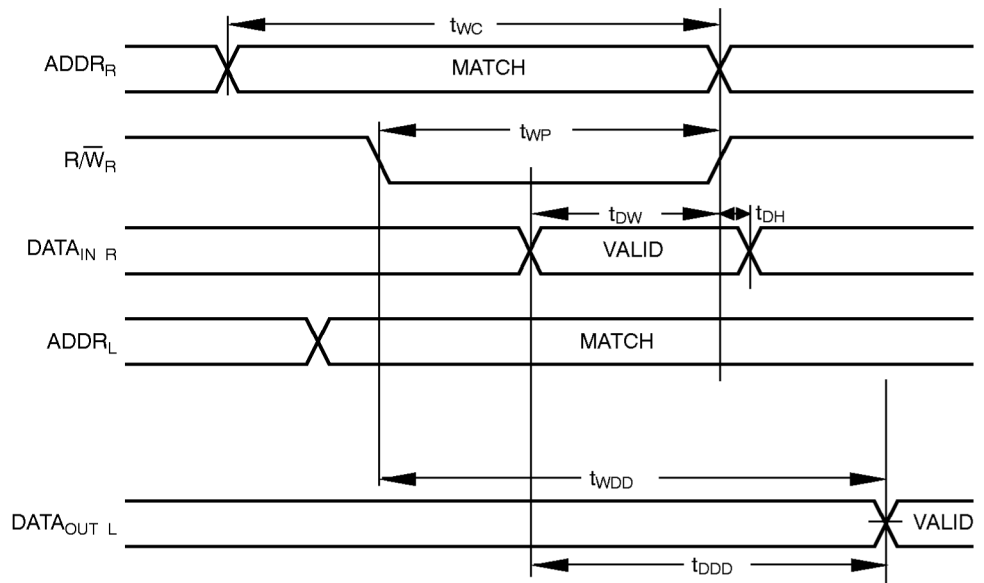 tWC
ADDRR
MATCH
tWP
R/W̅R
tDW
tDH
DATAIN R
VALID
ADDRL
MATCH
tWDD
DATAOUT L
VALID
tDDD